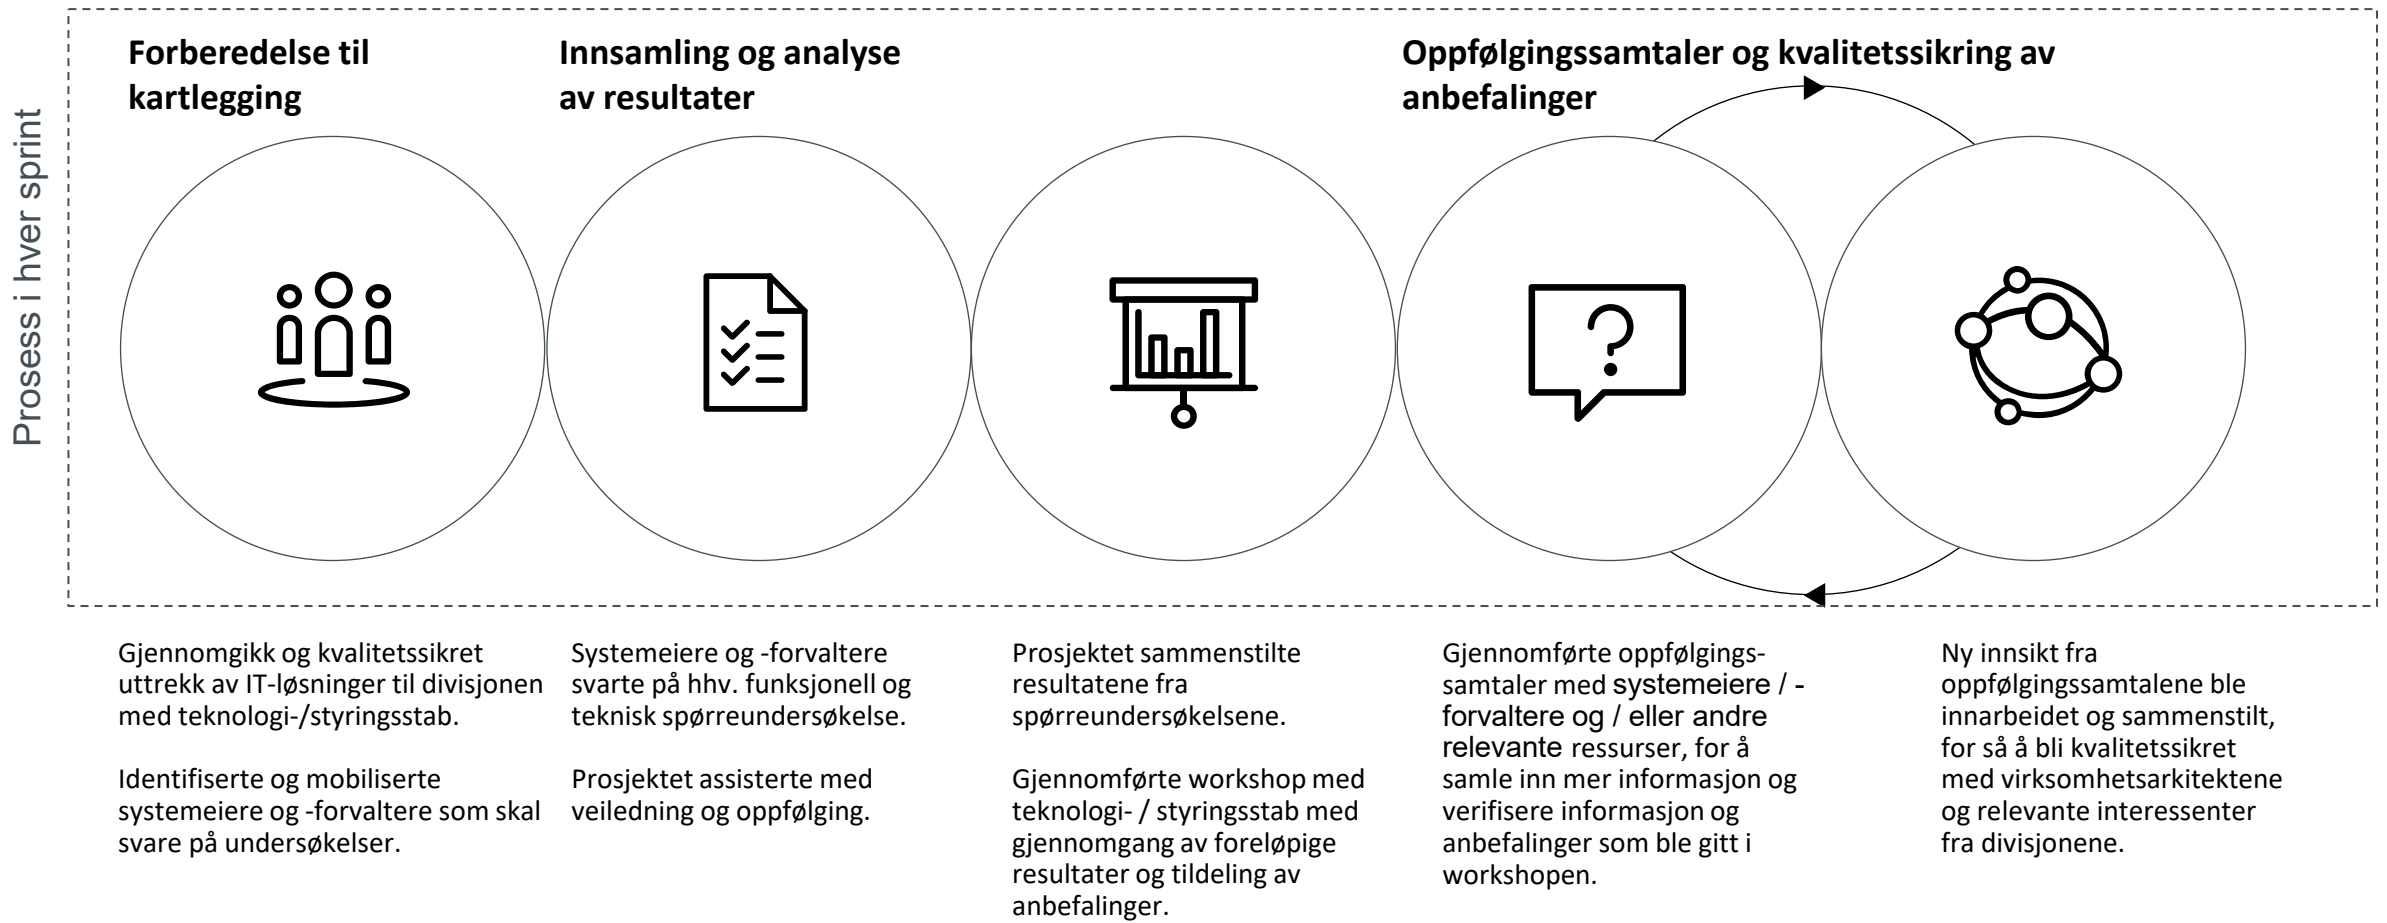 Prosess i hver sprint
Forberedelse til
kartlegging
Innsamling og analyse
av resultater
Oppfølgingssamtaler og kvalitetssikring av
anbefalinger
Gjennomgikk og kvalitetssikret
uttrekk av IT-løsninger til divisjonen
med teknologi-/styringsstab.
Identifiserte og mobiliserte
systemeiere og -forvaltere som skal
svare på undersøkelser.
Systemeiere og -forvaltere
svarte på hhv. funksjonell og
teknisk spørreundersøkelse.
Prosjektet assisterte med
veiledning og oppfølging.
Prosjektet sammenstilte
resultatene fra
spørreundersøkelsene.
Gjennomførte workshop med
teknologi- / styringsstab med
gjennomgang av foreløpige
resultater og tildeling av
anbefalinger.
Gjennomførte oppfølgings-
samtaler med systemeiere / -
forvaltere og / eller andre
relevante ressurser, for å
samle inn mer informasjon og
verifisere informasjon og
anbefalinger som ble gitt i
workshopen.
Ny innsikt fra
oppfølgingssamtalene ble
innarbeidet og sammenstilt,
for så å bli kvalitetssikret
med virksomhetsarkitektene
og relevante interessenter
fra divisjonene.